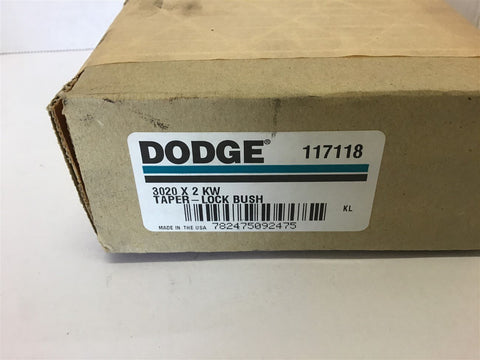 DODGE® 117118
3020 X 2 KW
TAPER-LOCK BUSH
KL
MADE IN THE USA 782475092475